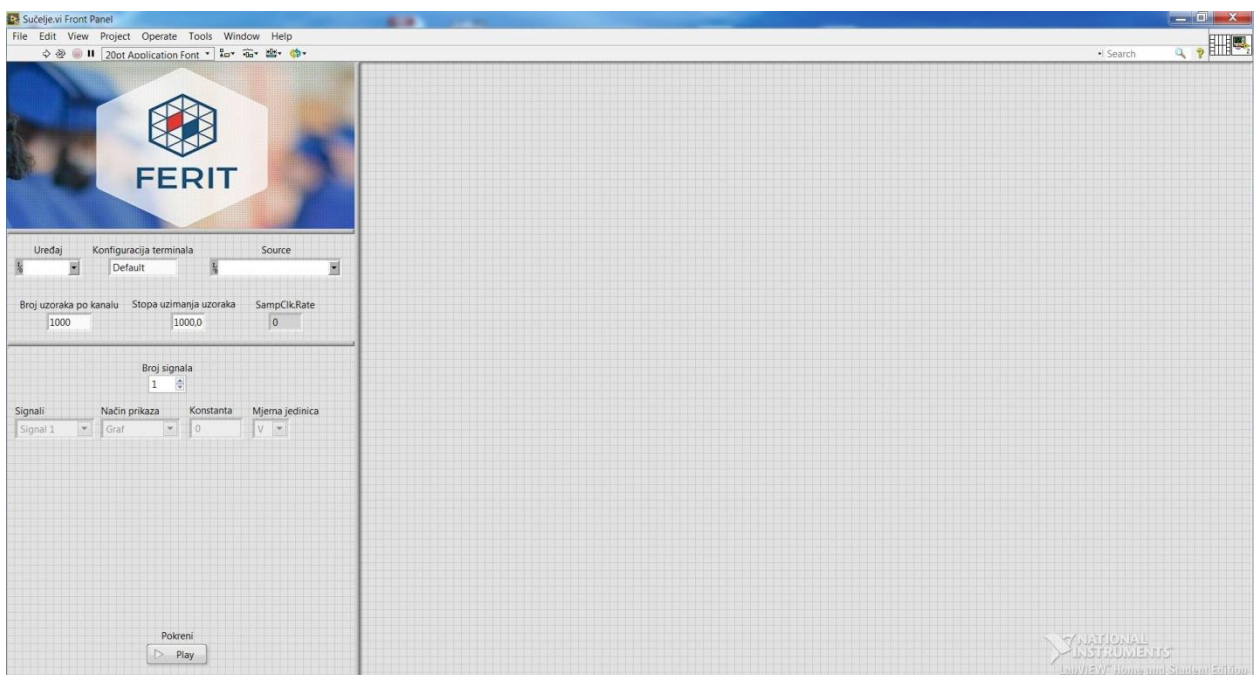 Sučelje.vi Front Panel
File Edit View Project Operate Tools Window Help
20pt Application Font
Search
FERIT
Uređaj Konfiguracija terminala Source
Default
Broj uzoraka po kanalu Stopa uzimanja uzoraka SampClk.Rate
1000 1000,0 0
Broj signala
1
Signali Način prikaza Konstanta Mjerna jedinica
Signal 1 Graf 0 V
Pokreni
Play
NATIONAL
INSTRUMENTS
LabVIEW™ Home and Student Edition